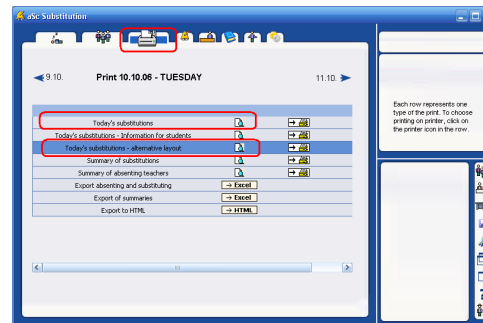 aSc Substitution
9.10.
Print 10.10.06 - TUESDAY
11.10.
Today's substitutions
Today's substitutions - Information for students
Today's substitutions - alternative layout
Summary of substitutions
Summary of absenting teachers
Export absenting and substituting
→ Excel
Export of summaries
→ Excel
Export to HTML
→ HTML
Each row represents one
type of the print. To choose
printing on printer, click on
the printer icon in the row.